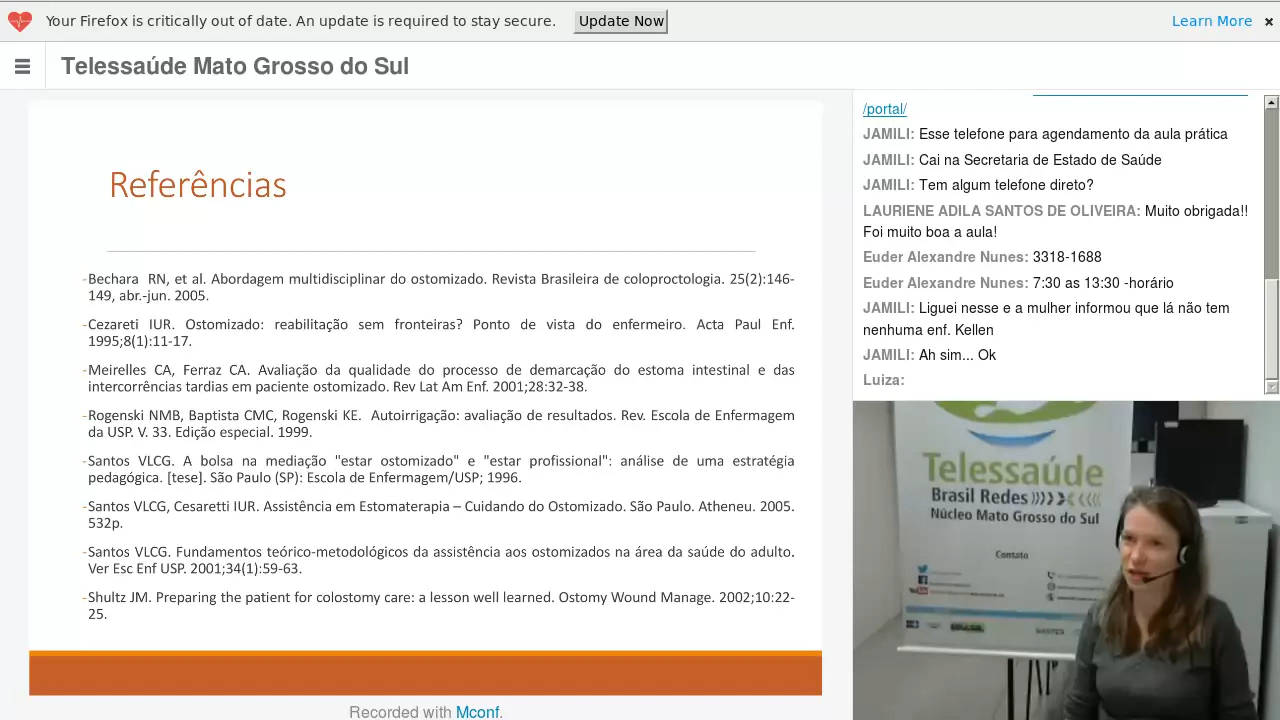 Your Firefox is critically out of date. An update is required to stay secure.
Update Now
Learn More
Telessaúde Mato Grosso do Sul
Referências
-Bechara RN, et al. Abordagem multidisciplinar do ostomizado. Revista Brasileira de coloproctologia. 25(2):146-
149, abr.-jun. 2005.
-Cezareti IUR. Ostomizado: reabilitação sem fronteiras? Ponto de vista do enfermeiro. Acta Paul Enf.
1995;8(1):11-17.
-Meirelles CA, Ferraz CA. Avaliação da qualidade do processo de demarcação do estoma intestinal e das
intercorrências tardias em paciente ostomizado. Rev Lat Am Enf. 2001;28:32-38.
-Rogenski NMB, Baptista CMC, Rogenski KE. Autoirrigação: avaliação de resultados. Rev. Escola de Enfermagem
da USP. V. 33. Edição especial. 1999.
-Santos VLCG. A bolsa na mediação "estar ostomizado" e "estar profissional": análise de uma estratégia
pedagógica. [tese]. São Paulo (SP): Escola de Enfermagem/USP; 1996.
-Santos VLCG, Cesaretti IUR. Assistência em Estomaterapia – Cuidando do Ostomizado. São Paulo. Atheneu. 2005.
532p.
-Santos VLCG. Fundamentos teórico-metodológicos da assistência aos ostomizados na área da saúde do adulto.
Ver Esc Enf USP. 2001;34(1):59-63.
-Shultz JM. Preparing the patient for colostomy care: a lesson well learned. Ostomy Wound Manage. 2002;10:22-
25.
Recorded with Mconf.
/portal/
JAMILI: Esse telefone para agendamento da aula prática
JAMILI: Cai na Secretaria de Estado de Saúde
JAMILI: Tem algum telefone direto?
LAURIENE ADILA SANTOS DE OLIVEIRA: Muito obrigada!!
Foi muito boa a aula!
Euder Alexandre Nunes: 3318-1688
Euder Alexandre Nunes: 7:30 as 13:30 -horário
JAMILI: Liguei nesse e a mulher informou que lá não tem
nenhuma enf. Kellen
JAMILI: Ah sim... Ok
Luiza:
Telessaúde
Brasil Redes
Núcleo Mato Grosso do Sul
Contato